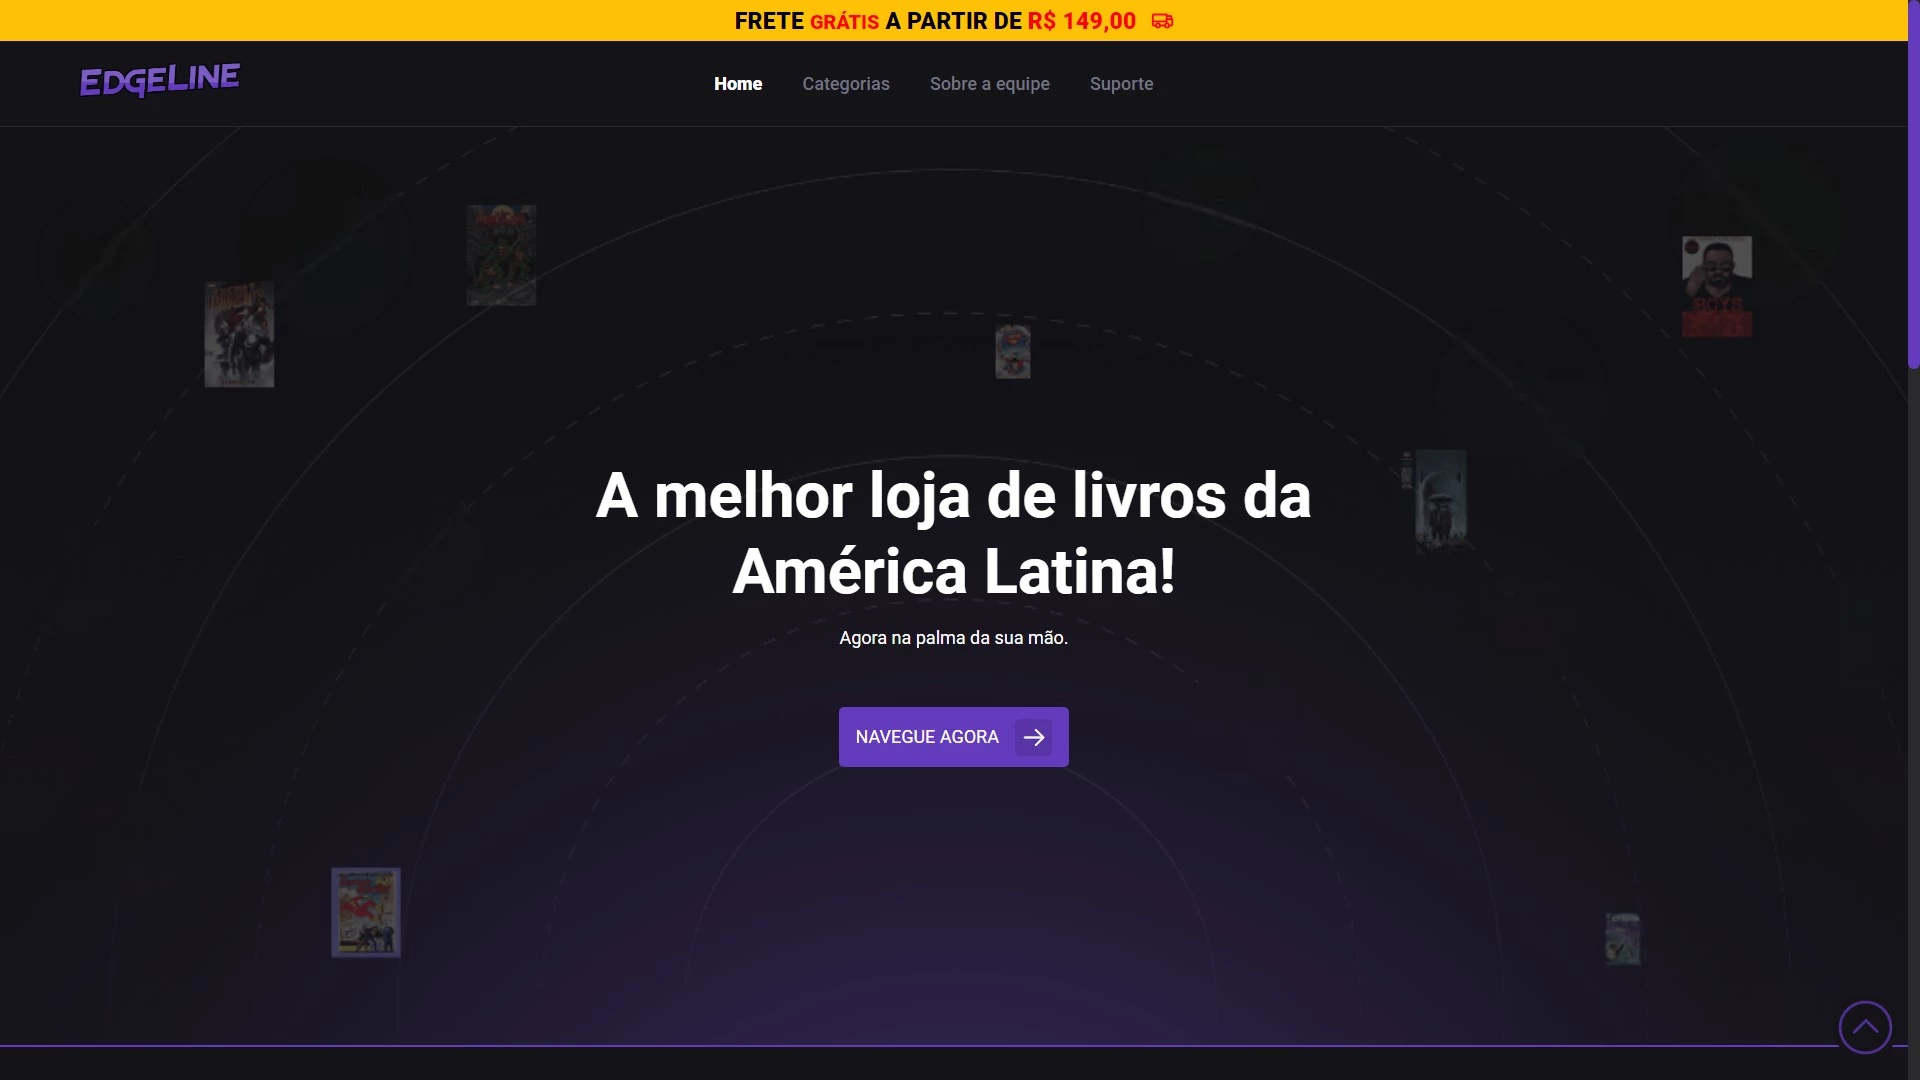 FRETE GRÁTIS A PARTIR DE R$ 149,00
EDGELINE
Home Categorias Sobre a equipe Suporte
BOYS
A melhor loja de livros da
América Latina!
Agora na palma da sua mão.
NAVEGUE AGORA